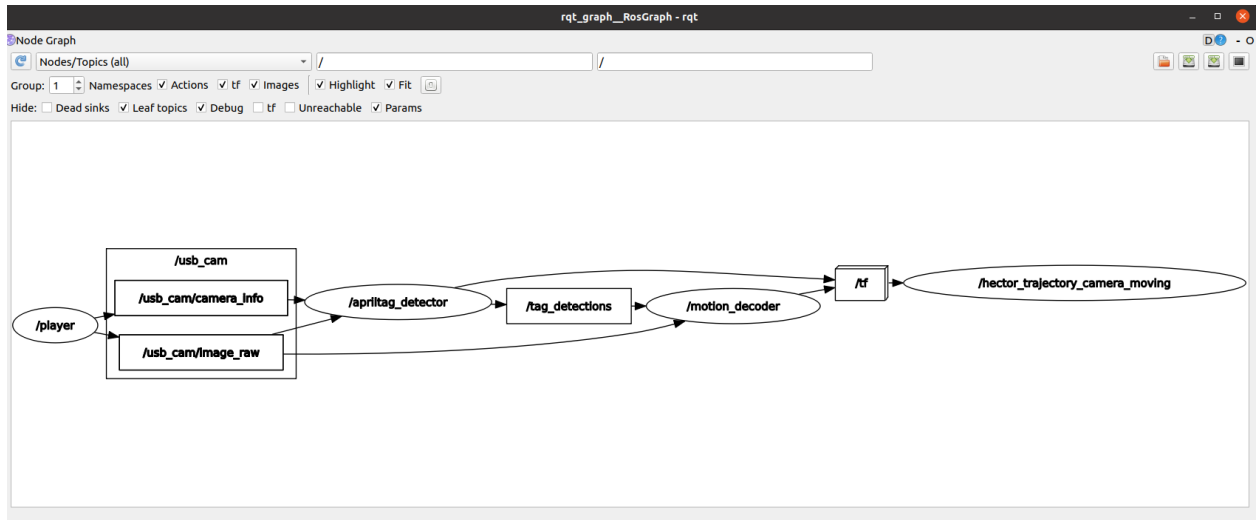 rqt_graph__RosGraph - rqt
Node Graph
D? - O
Nodes/Topics (all) / /
Group: 1 Namespaces Actions tf Images Highlight Fit
Hide: Dead sinks Leaf topics Debug tf Unreachable Params
/usb_cam
/usb_cam/camera_info
/player
/usb_cam/image_raw
/apriltag_detector
/tag_detections
/motion_decoder
/tf
/hector_trajectory_camera_moving